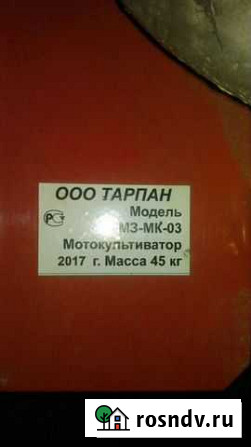 ООО ТАРПАН
Модель
МЗ-МК-03
Мотокультиватор
2017 г. Масса 45 кг
rosndv.ru